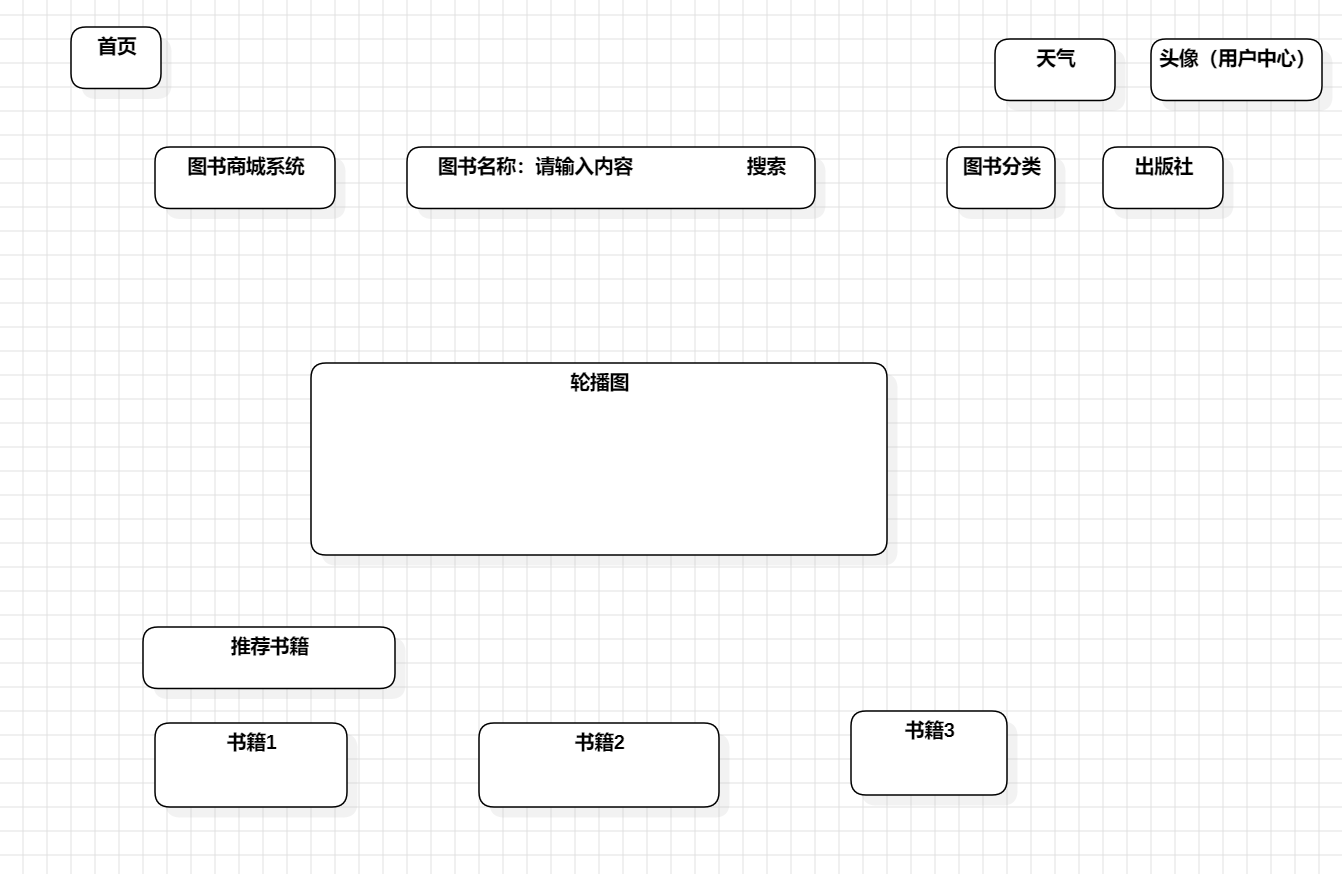 首页
天气
头像（用户中心）
图书商城系统
图书名称：请输入内容 搜索
图书分类
出版社
轮播图
推荐书籍
书籍1
书籍2
书籍3